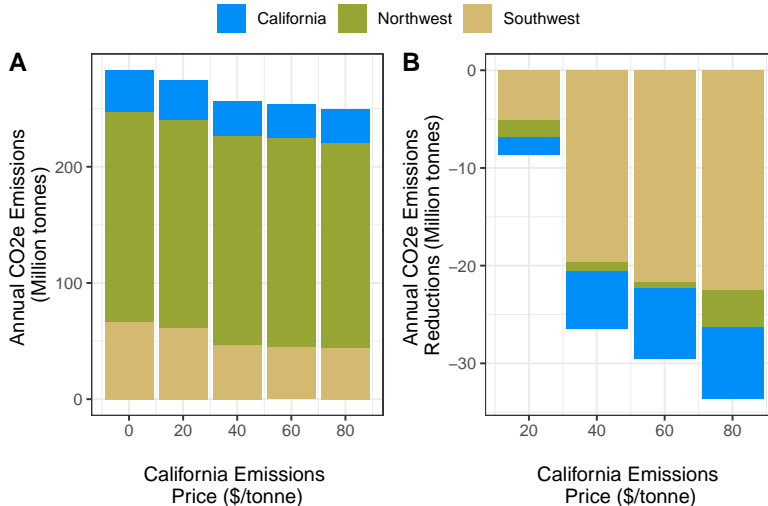 California Northwest Southwest
A
Annual CO2e Emissions
(Million tonnes)
200
100
0
0 20 40 60 80
California Emissions
Price ($/tonne)
B
Annual CO2e Emissions
Reductions (Million tonnes)
0
−10
−20
−30
20 40 60 80
California Emissions
Price ($/tonne)